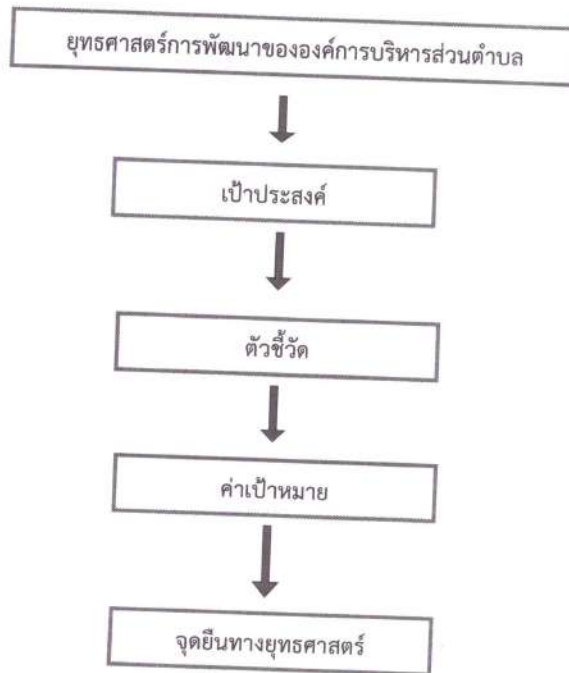 ยุทธศาสตร์การพัฒนาขององค์การบริหารส่วนตำบล
เป้าประสงค์
ตัวชี้วัด
ค่าเป้าหมาย
จุดยืนทางยุทธศาสตร์